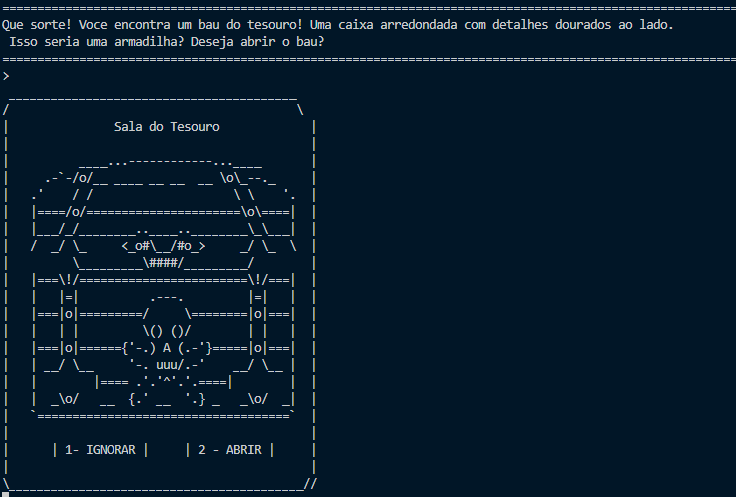 Que sorte! Voce encontra um bau do tesouro! Uma caixa arredondada com detalhes dourados ao lado.
Isso seria uma armadilha? Deseja abrir o bau?
>
Sala do Tesouro
| 1- IGNORAR | | 2 - ABRIR |